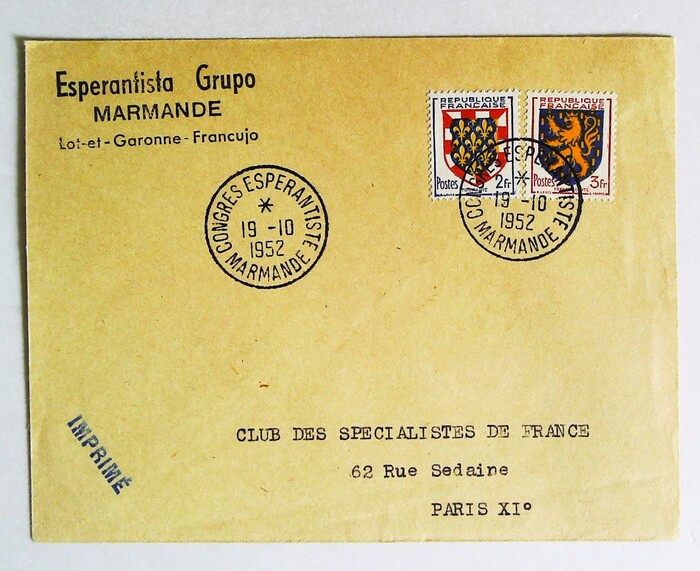 Esperantista Grupo
MARMANDE
Lot-et-Garonne-Francujo
REPUBLIQUE
FRANÇAISE
Postes
2Fr
REPUBLIQUE
FRANÇAISE
Postes
3Fr
CONGRES ESPERANTISTE
19 -10
1952
MARMANDE
CONGRES ESPERANTISTE
19 -10
1952
MARMANDE
IMPRIMÉ
CLUB DES SPECIALISTES DE FRANCE
62 Rue Sedaine
PARIS XIº